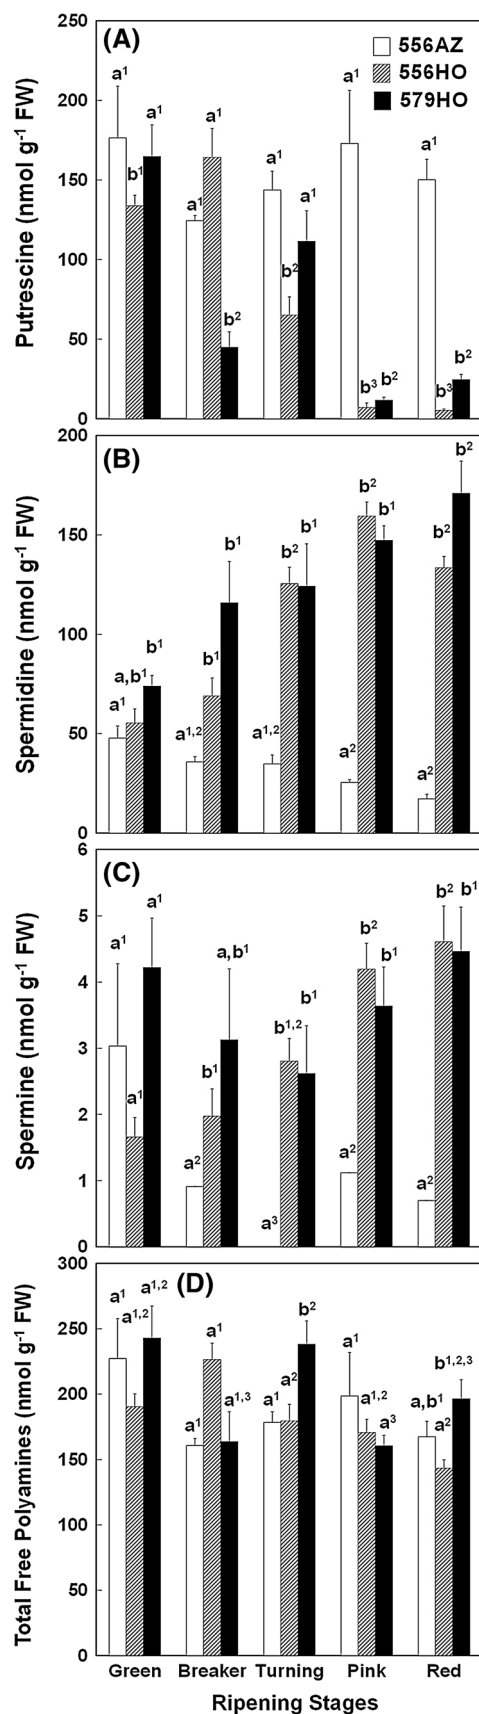 (A)
556AZ
556HO
579HO
Putrescine (nmol g⁻¹ FW)
250
200
150
100
50
0
a¹ b¹ a¹
a¹ a¹ b²
a¹ b² a¹
a¹ b³ b²
a¹ b³ b²
(B)
Spermidine (nmol g⁻¹ FW)
200
150
100
50
0
a¹ a,b¹ b¹
a¹,² b¹ b¹
a¹,² b² b¹
a² b² b¹
a² b² b²
(C)
Spermine (nmol g⁻¹ FW)
6
5
4
3
2
1
0
a¹ a¹ a¹
a² b¹ a,b¹
a³ b¹,² b¹
a² b² b¹
a² b² b¹
(D)
Total Free Polyamines (nmol g⁻¹ FW)
300
250
200
150
100
50
0
a¹ a¹,² a¹,²
a¹ a¹ a¹,³
a¹ a² b²
a¹ a¹,² a³
a,b¹ a² b¹,²,³
Green Breaker Turning Pink Red
Ripening Stages